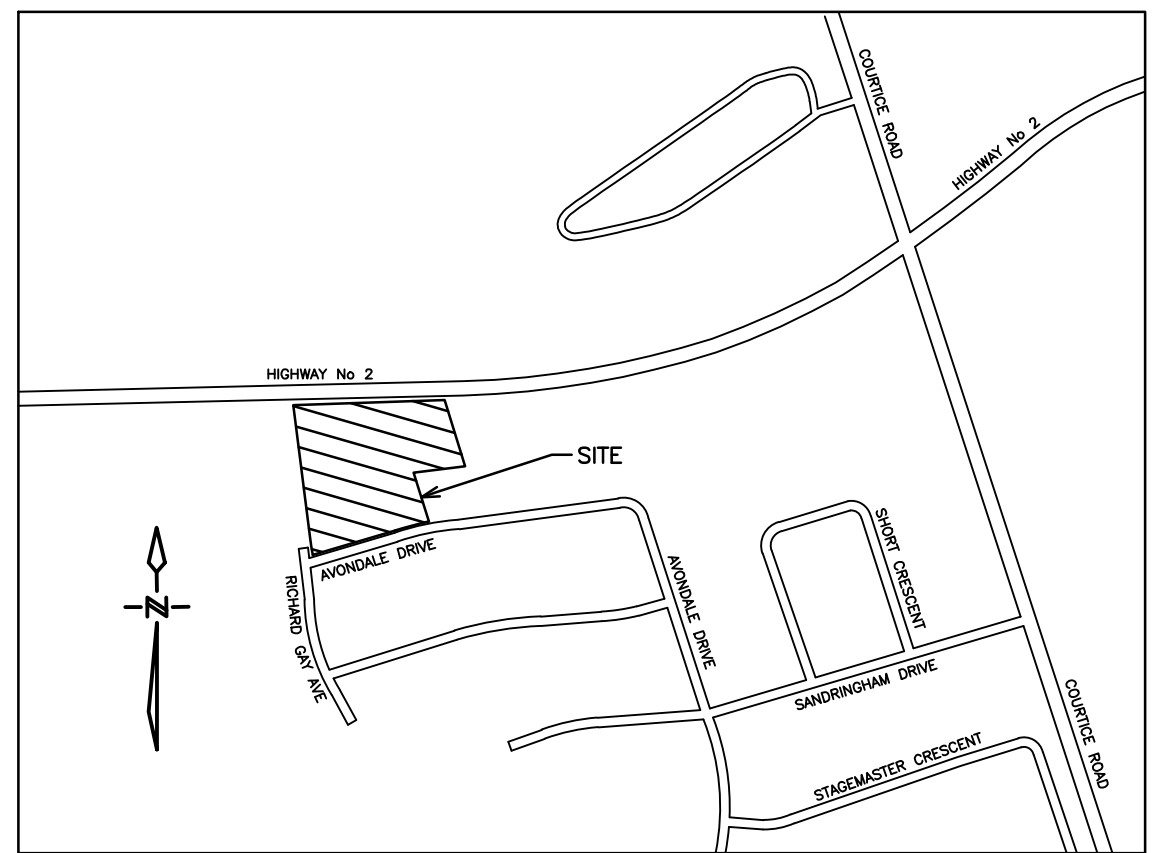 COURTICE ROAD
HIGHWAY No 2
HIGHWAY No 2
SITE
AVONDALE DRIVE
SHORT CRESCENT
AVONDALE DRIVE
RICHARD GAY AVE
N
SANDRINGHAM DRIVE
COURTICE ROAD
STAGEMASTER CRESCENT